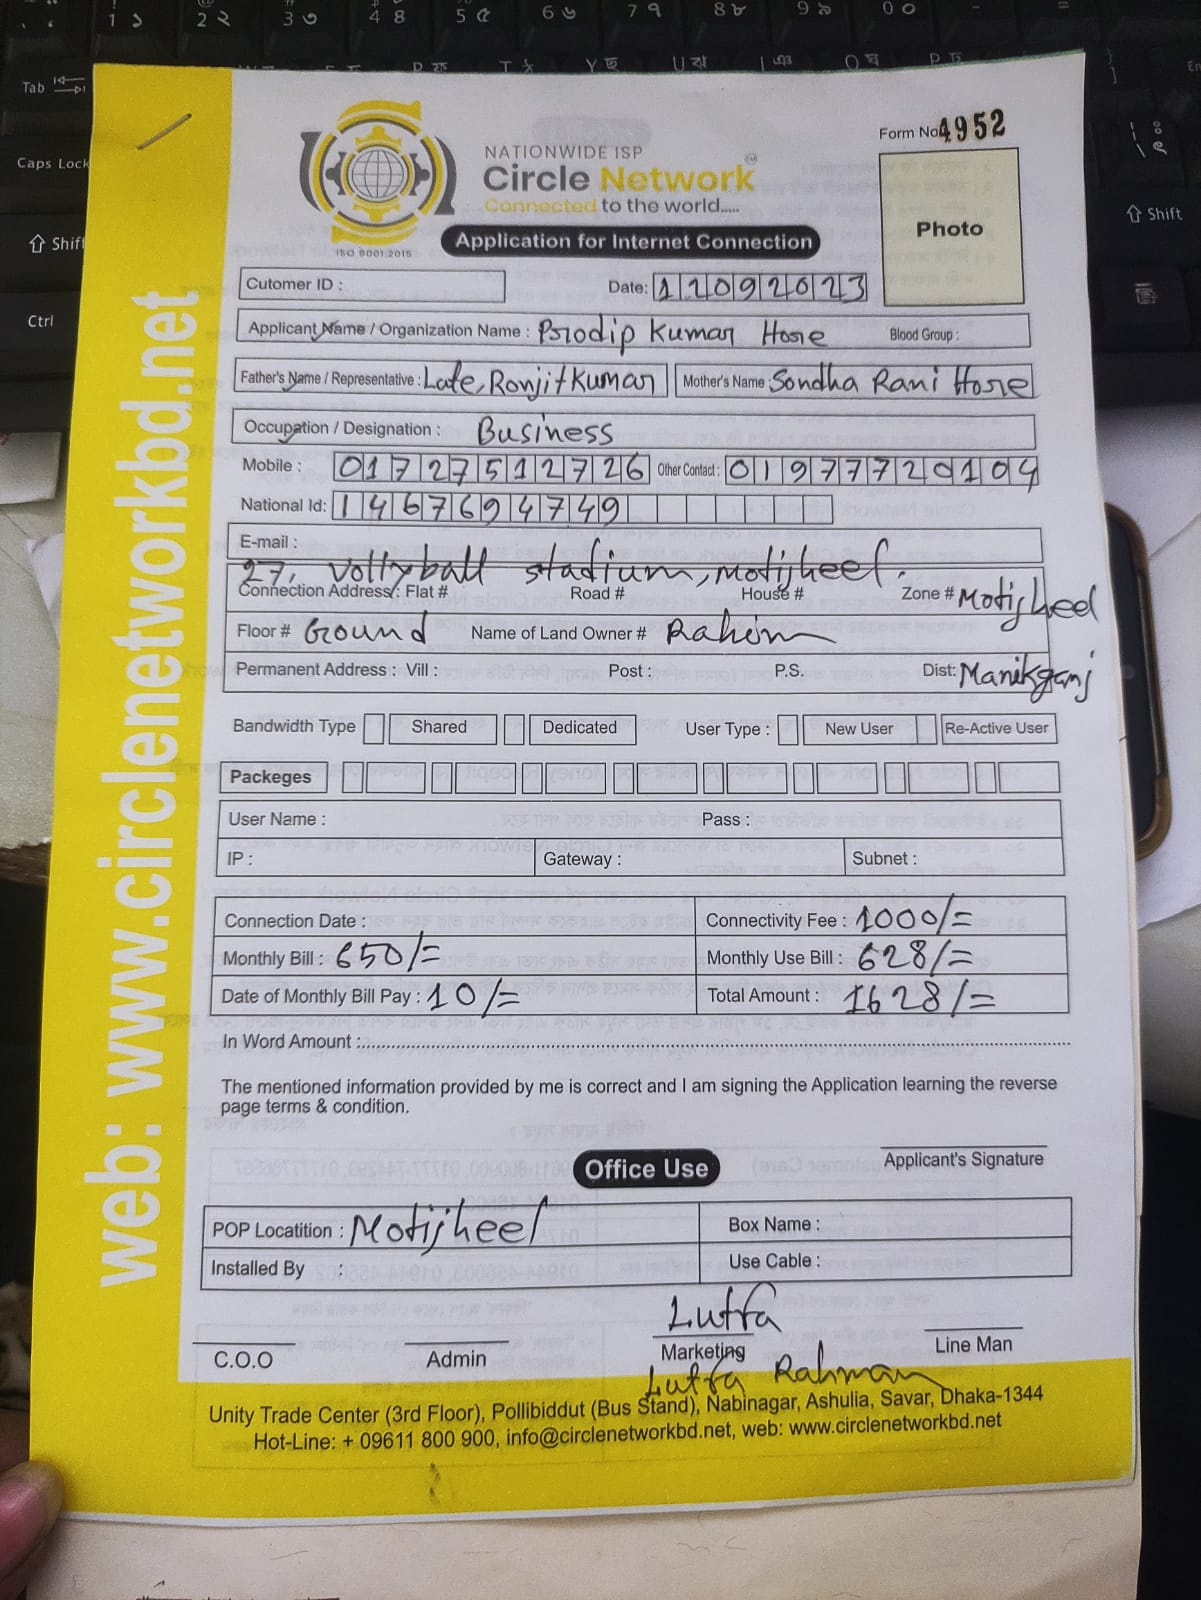 Form No 4952
NATIONWIDE ISP
Circle Network
Connected to the world.....
ISO 9001:2015
Application for Internet Connection
Photo
Cutomer ID :
Date: 12092023
Applicant Name / Organization Name : Prodip Kumar Hore Blood Group :
Father's Name / Representative : Late, Ronjit Kumar Mother's Name : Sondha Rani Hore
Occupation / Designation : Business
Mobile : 01727512726 Other Contact : 01977720104
National Id: 1467694749
E-mail :
27, Vollyball stadium, Motijheel.
Connection Address/: Flat # Road # House # Zone # Motijheel
Floor # Ground Name of Land Owner # Rahom
Permanent Address : Vill : Post : P.S. Dist: Manikganj
Bandwidth Type Shared Dedicated User Type : New User Re-Active User
Packeges
User Name : Pass :
IP : Gateway : Subnet :
Connection Date : Connectivity Fee : 1000/=
Monthly Bill : 650/= Monthly Use Bill : 628/=
Date of Monthly Bill Pay : 10/= Total Amount : 1628/=
In Word Amount :
The mentioned information provided by me is correct and I am signing the Application learning the reverse
page terms & condition.
Applicant's Signature
Office Use
POP Locatition : Motijheel Box Name :
Installed By : Use Cable :
Lutfa
C.O.O Admin Marketing Line Man
Lutfa Rahman
Unity Trade Center (3rd Floor), Pollibiddut (Bus Stand), Nabinagar, Ashulia, Savar, Dhaka-1344
Hot-Line: + 09611 800 900, info@circlenetworkbd.net, web: www.circlenetworkbd.net
web: www.circlenetworkbd.net
Tab
Caps Lock
Shift
Ctrl
Shift